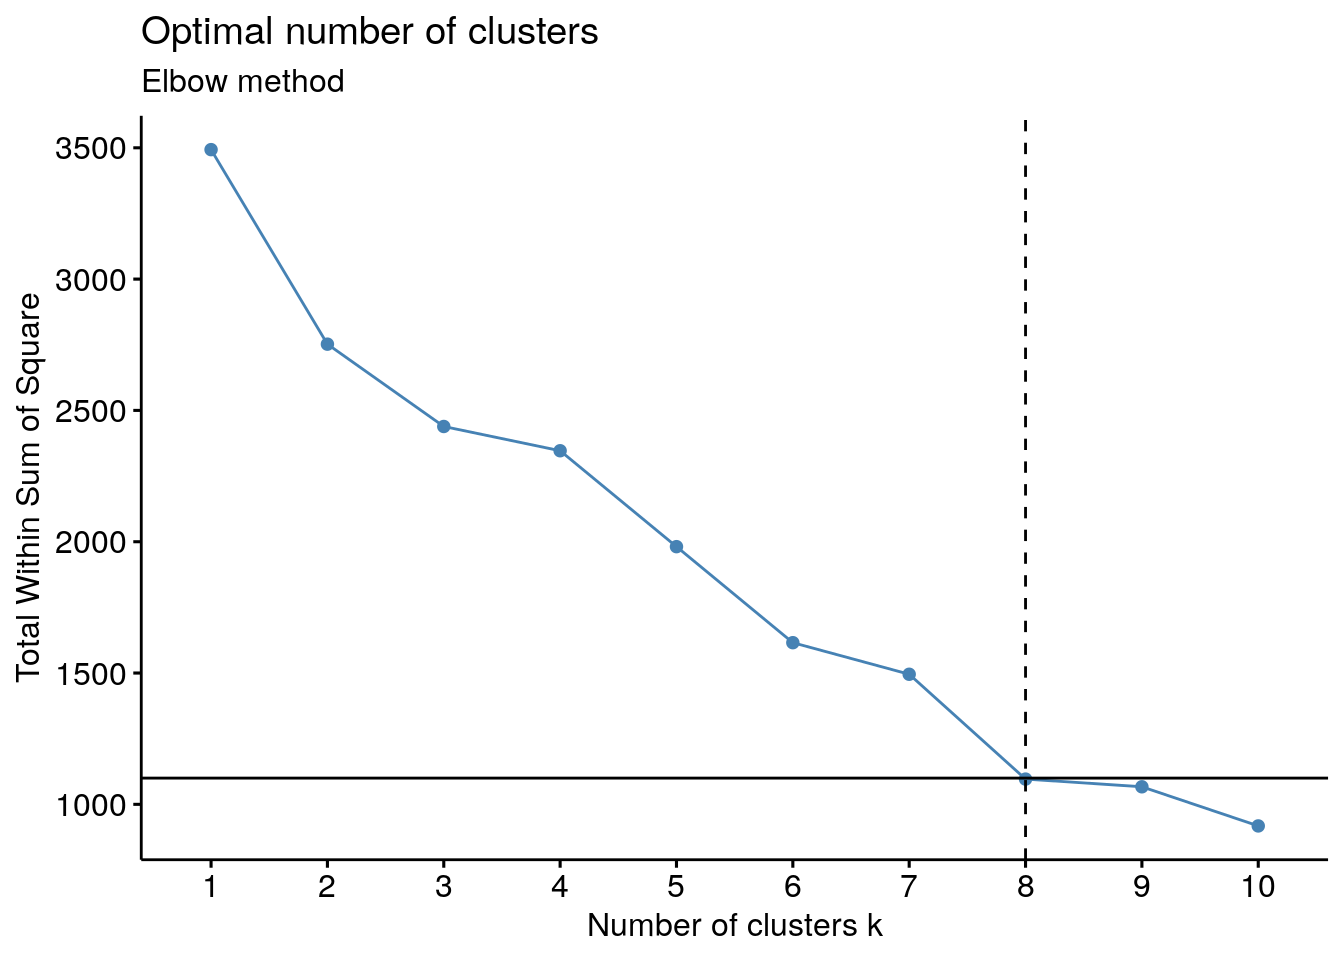 Optimal number of clusters
Elbow method
Total Within Sum of Square
3500
3000
2500
2000
1500
1000
1 2 3 4 5 6 7 8 9 10
Number of clusters k